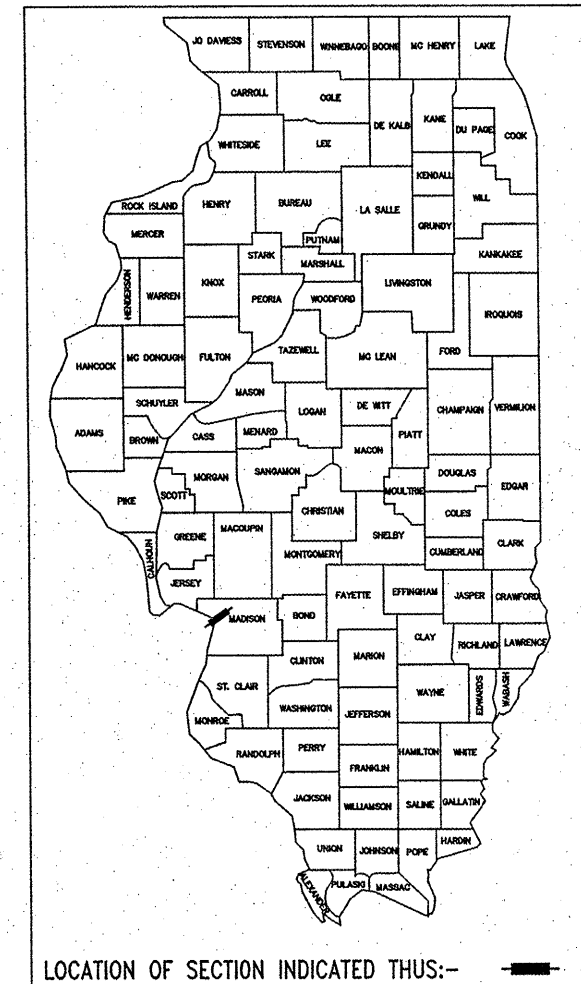 JO DAVIESS STEVENSON WINNEBAGO BOONE MC HENRY LAKE
CARROLL OGLE DE KALB KANE DU PAGE COOK
WHITESIDE LEE
KENDALL WILL
ROCK ISLAND HENRY BUREAU LA SALLE
MERCER PUTNAM GRUNDY
STARK MARSHALL KANKAKEE
HENDERSON WARREN KNOX PEORIA WOODFORD LIVINGSTON
IROQUOIS
HANCOCK MC DONOUGH FULTON TAZEWELL MC LEAN FORD
MASON
SCHUYLER LOGAN DE WITT CHAMPAIGN VERMILION
ADAMS BROWN CASS MENARD MACON PIATT
PIKE SCOTT MORGAN SANGAMON MOULTRIE DOUGLAS EDGAR
CHRISTIAN COLES
CALHOUN GREENE MACOUPIN SHELBY
MONTGOMERY CUMBERLAND CLARK
JERSEY FAYETTE EFFINGHAM JASPER CRAWFORD
MADISON BOND
CLAY RICHLAND LAWRENCE
CLINTON MARION
ST. CLAIR WAYNE EDWARDS WABASH
WASHINGTON JEFFERSON
MONROE
RANDOLPH PERRY HAMILTON WHITE
FRANKLIN
JACKSON WILLIAMSON SALINE GALLATIN
UNION JOHNSON POPE HARDIN
ALEXANDER PULASKI MASSAC
LOCATION OF SECTION INDICATED THUS:-